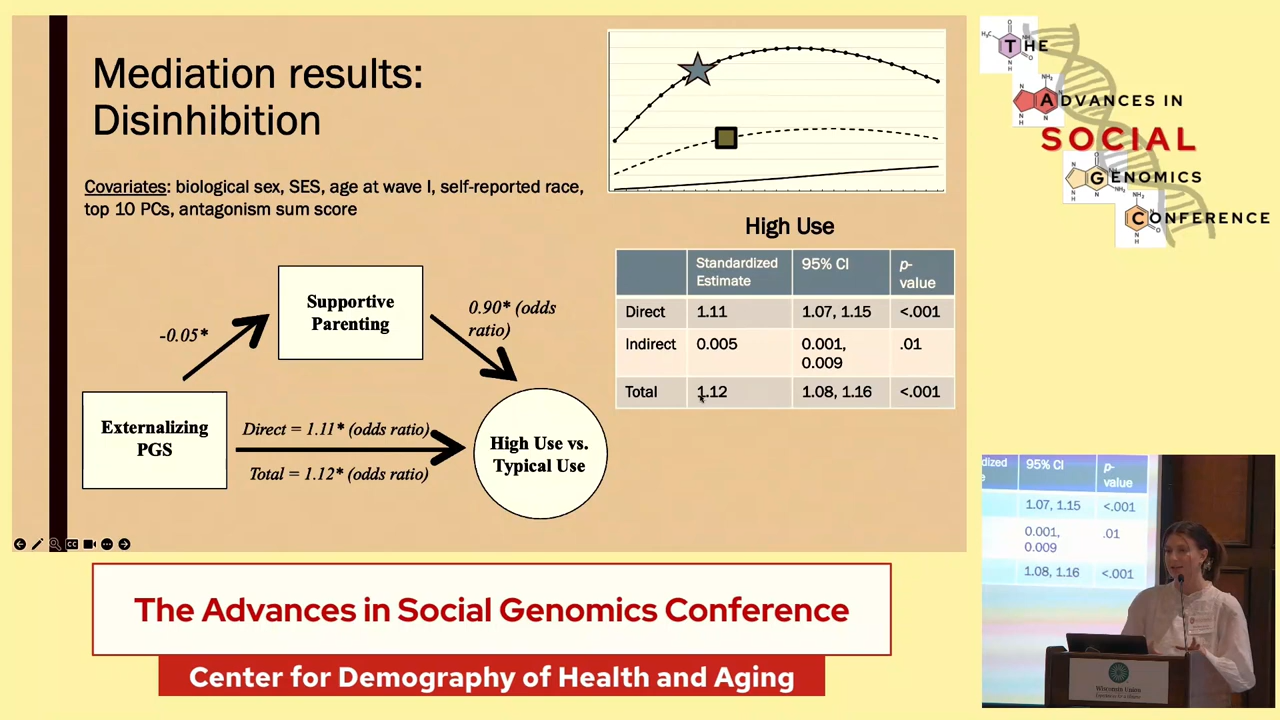 Mediation results:
Disinhibition
Covariates: biological sex, SES, age at wave I, self-reported race,
top 10 PCs, antagonism sum score
Supportive
Parenting
-0.05*
0.90* (odds
ratio)
Externalizing
PGS
Direct = 1.11* (odds ratio)
Total = 1.12* (odds ratio)
High Use vs.
Typical Use
High Use
Standardized
Estimate
95% CI
p-
value
Direct
1.11
1.07, 1.15
<.001
Indirect
0.005
0.001,
0.009
.01
Total
1.12
1.08, 1.16
<.001
THE
ADVANCES IN
SOCIAL
GENOMICS
CONFERENCE
dized
e
95% CI
p-
value
1.07, 1.15
<.001
0.001,
0.009
.01
1.08, 1.16
<.001
Wisconsin Union
The Advances in Social Genomics Conference
Center for Demography of Health and Aging